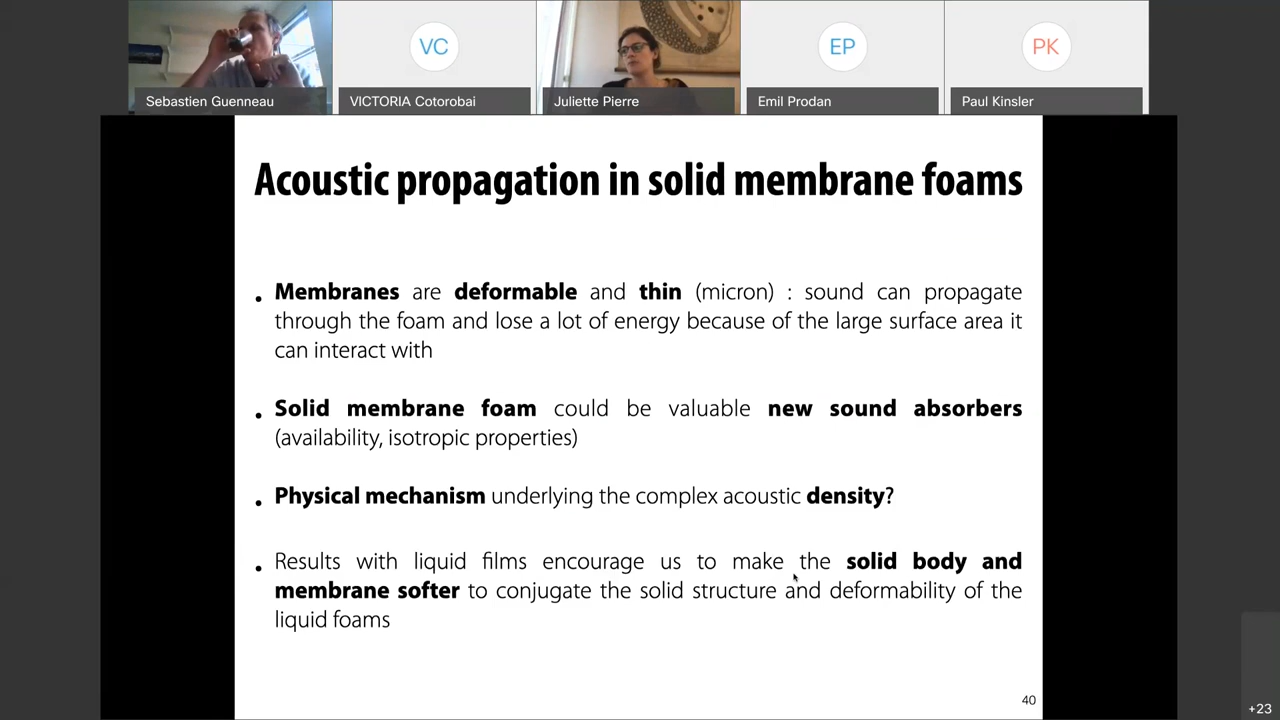 VC
EP
PK
Sebastien Guenneau
VICTORIA Cotorobai
Juliette Pierre
Emil Prodan
Paul Kinsler
Acoustic propagation in solid membrane foams
. Membranes are deformable and thin (micron) : sound can propagate
through the foam and lose a lot of energy because of the large surface area it
can interact with
. Solid membrane foam could be valuable new sound absorbers
(availability, isotropic properties)
. Physical mechanism underlying the complex acoustic density?
. Results with liquid films encourage us to make the solid body and
membrane softer to conjugate the solid structure and deformability of the
liquid foams
40
+23